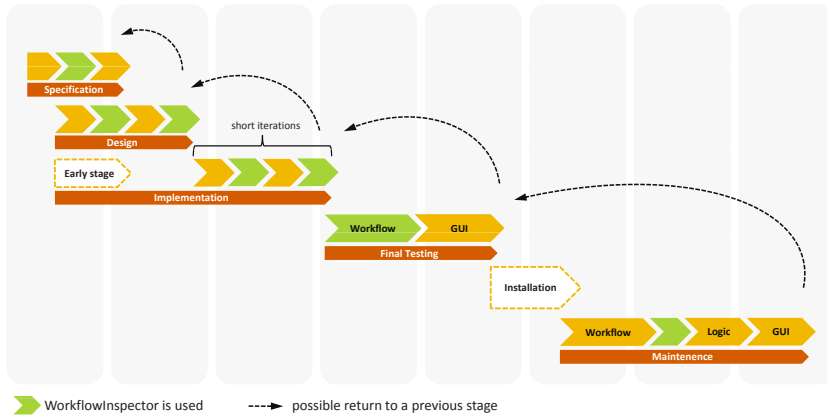 Specification
short iterations
Design
Early stage
Implementation
Workflow GUI
Final Testing
Installation
Workflow Logic GUI
Maintenence
WorkflowInspector is used possible return to a previous stage